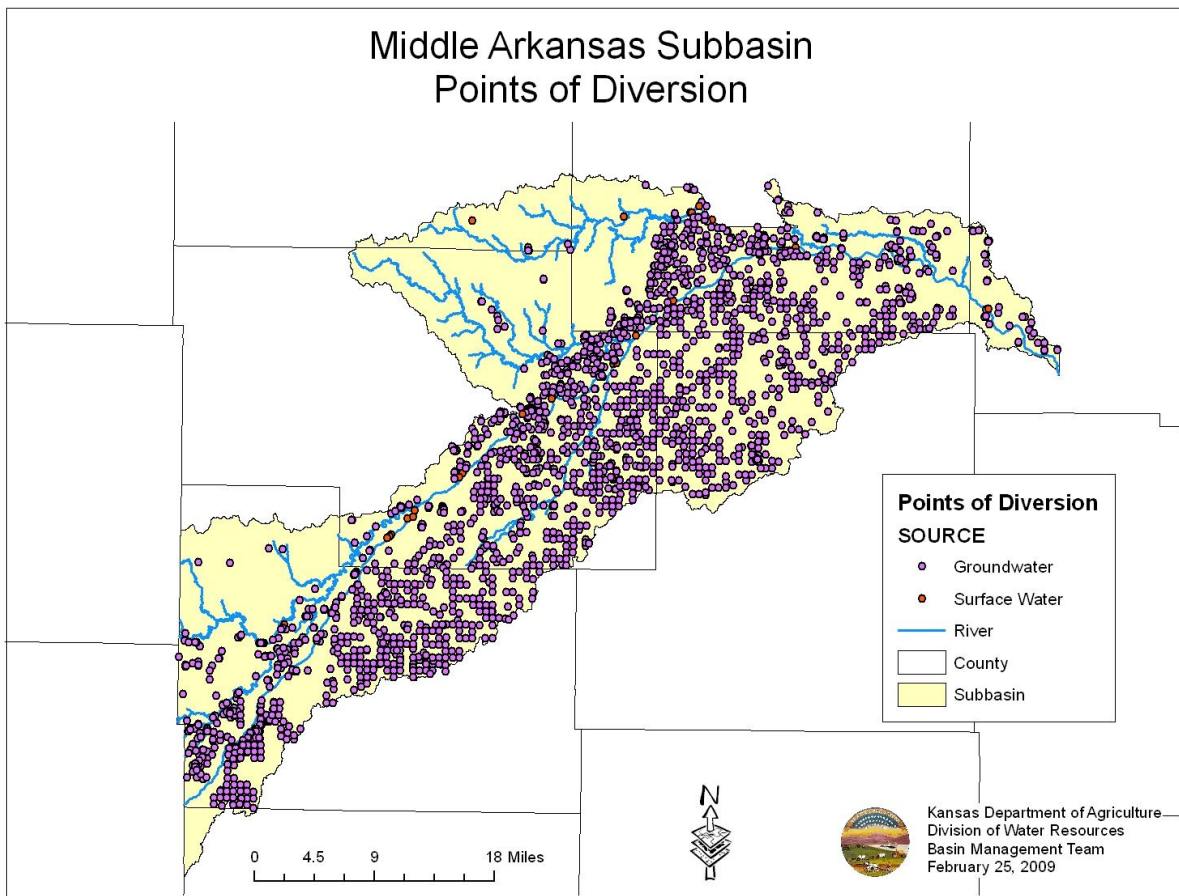 Middle Arkansas Subbasin
Points of Diversion
Points of Diversion
SOURCE
Groundwater
Surface Water
River
County
Subbasin
N
0 4.5 9 18 Miles
Kansas Department of Agriculture
Division of Water Resources
Basin Management Team
February 25, 2009